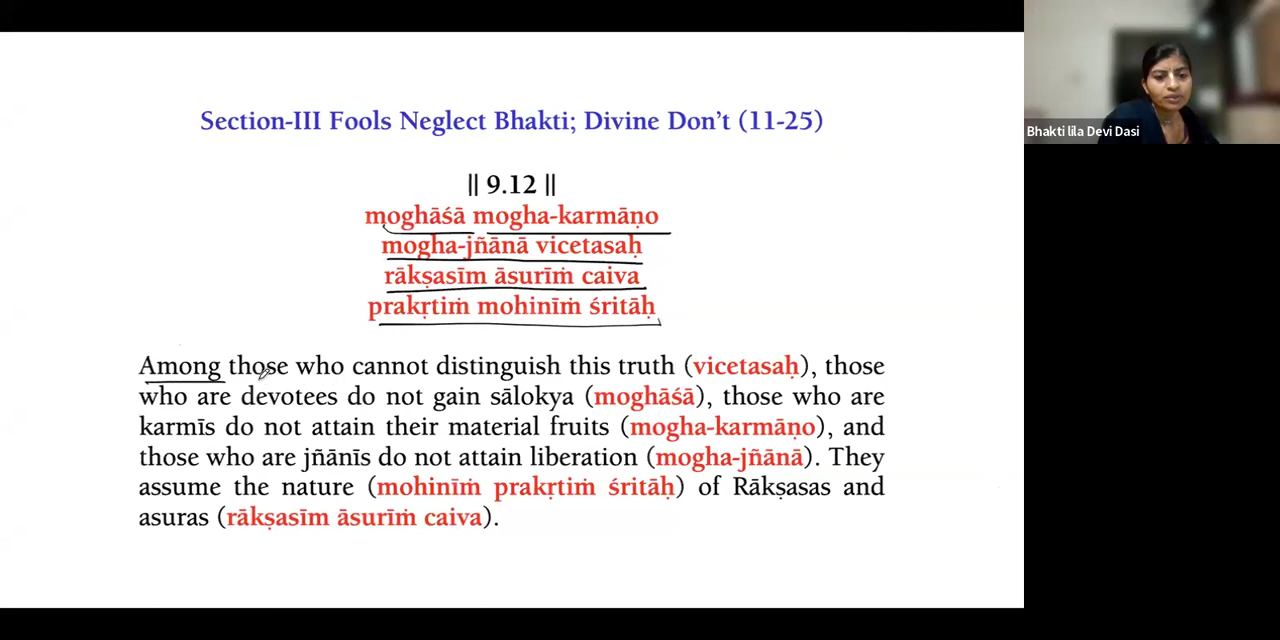 Section-III Fools Neglect Bhakti; Divine Don't (11-25)
|| 9.12 ||
moghāśā mogha-karmāṇo
mogha-jñānā vicetasaḥ
rākṣasīm āsurīṁ caiva
prakṛtiṁ mohinīṁ śritāḥ
Among those who cannot distinguish this truth (vicetasaḥ), those
who are devotees do not gain sālokya (moghāśā), those who are
karmīs do not attain their material fruits (mogha-karmāṇo), and
those who are jñānīs do not attain liberation (mogha-jñānā). They
assume the nature (mohinīṁ prakṛtiṁ śritāḥ) of Rākṣasas and
asuras (rākṣasīm āsurīṁ caiva).
Bhakti lila Devi Dasi